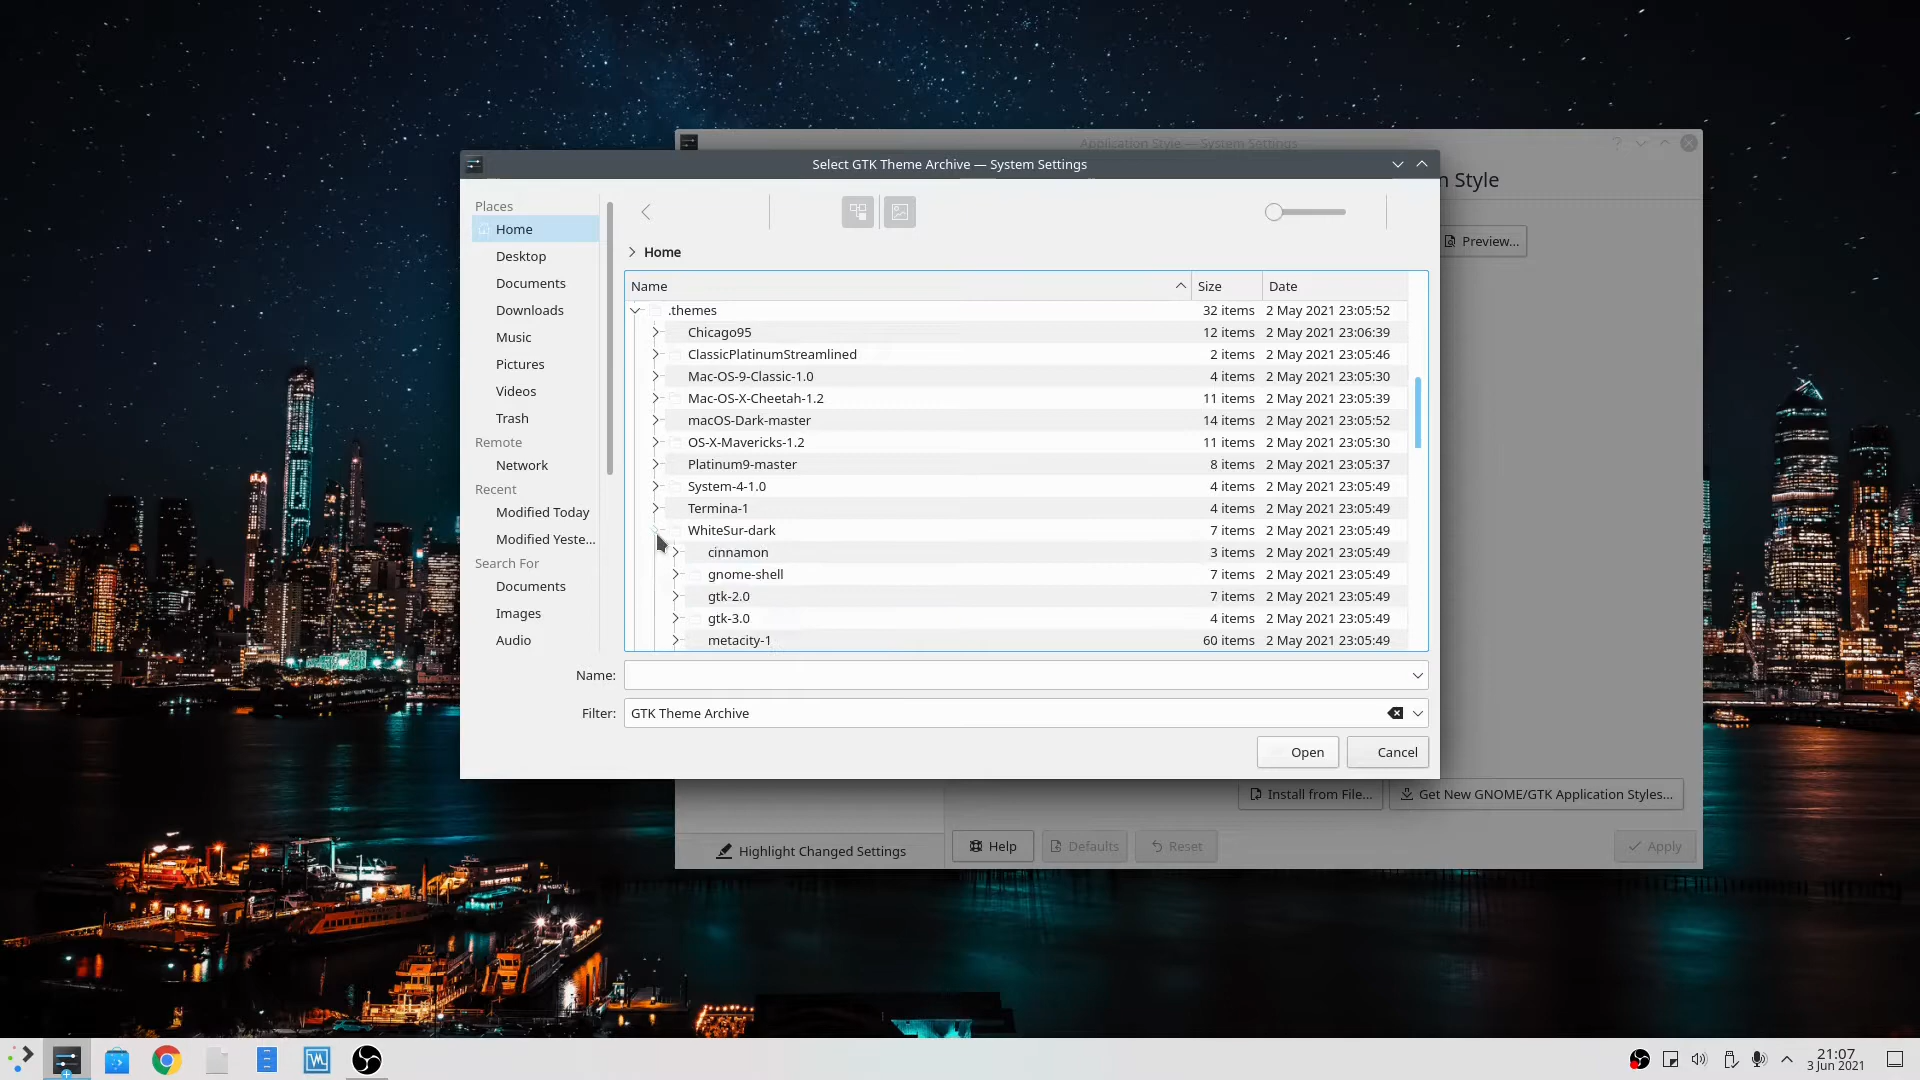 Application Style — System Settings
Select GTK Theme Archive — System Settings
n Style
Preview...
Places
Home
Desktop
Documents
Downloads
Music
Pictures
Videos
Trash
Remote
Network
Recent
Modified Today
Modified Yeste...
Search For
Documents
Images
Audio
Home
Name Size Date
.themes 32 items 2 May 2021 23:05:52
Chicago95 12 items 2 May 2021 23:06:39
ClassicPlatinumStreamlined 2 items 2 May 2021 23:05:46
Mac-OS-9-Classic-1.0 4 items 2 May 2021 23:05:30
Mac-OS-X-Cheetah-1.2 11 items 2 May 2021 23:05:39
macOS-Dark-master 14 items 2 May 2021 23:05:52
OS-X-Mavericks-1.2 11 items 2 May 2021 23:05:30
Platinum9-master 8 items 2 May 2021 23:05:37
System-4-1.0 4 items 2 May 2021 23:05:49
Termina-1 4 items 2 May 2021 23:05:49
WhiteSur-dark 7 items 2 May 2021 23:05:49
cinnamon 3 items 2 May 2021 23:05:49
gnome-shell 7 items 2 May 2021 23:05:49
gtk-2.0 7 items 2 May 2021 23:05:49
gtk-3.0 4 items 2 May 2021 23:05:49
metacity-1 60 items 2 May 2021 23:05:49
Name:
Filter: GTK Theme Archive
Open Cancel
Install from File... Get New GNOME/GTK Application Styles...
Highlight Changed Settings Help Defaults Reset Apply
21:07
3 Jun 2021